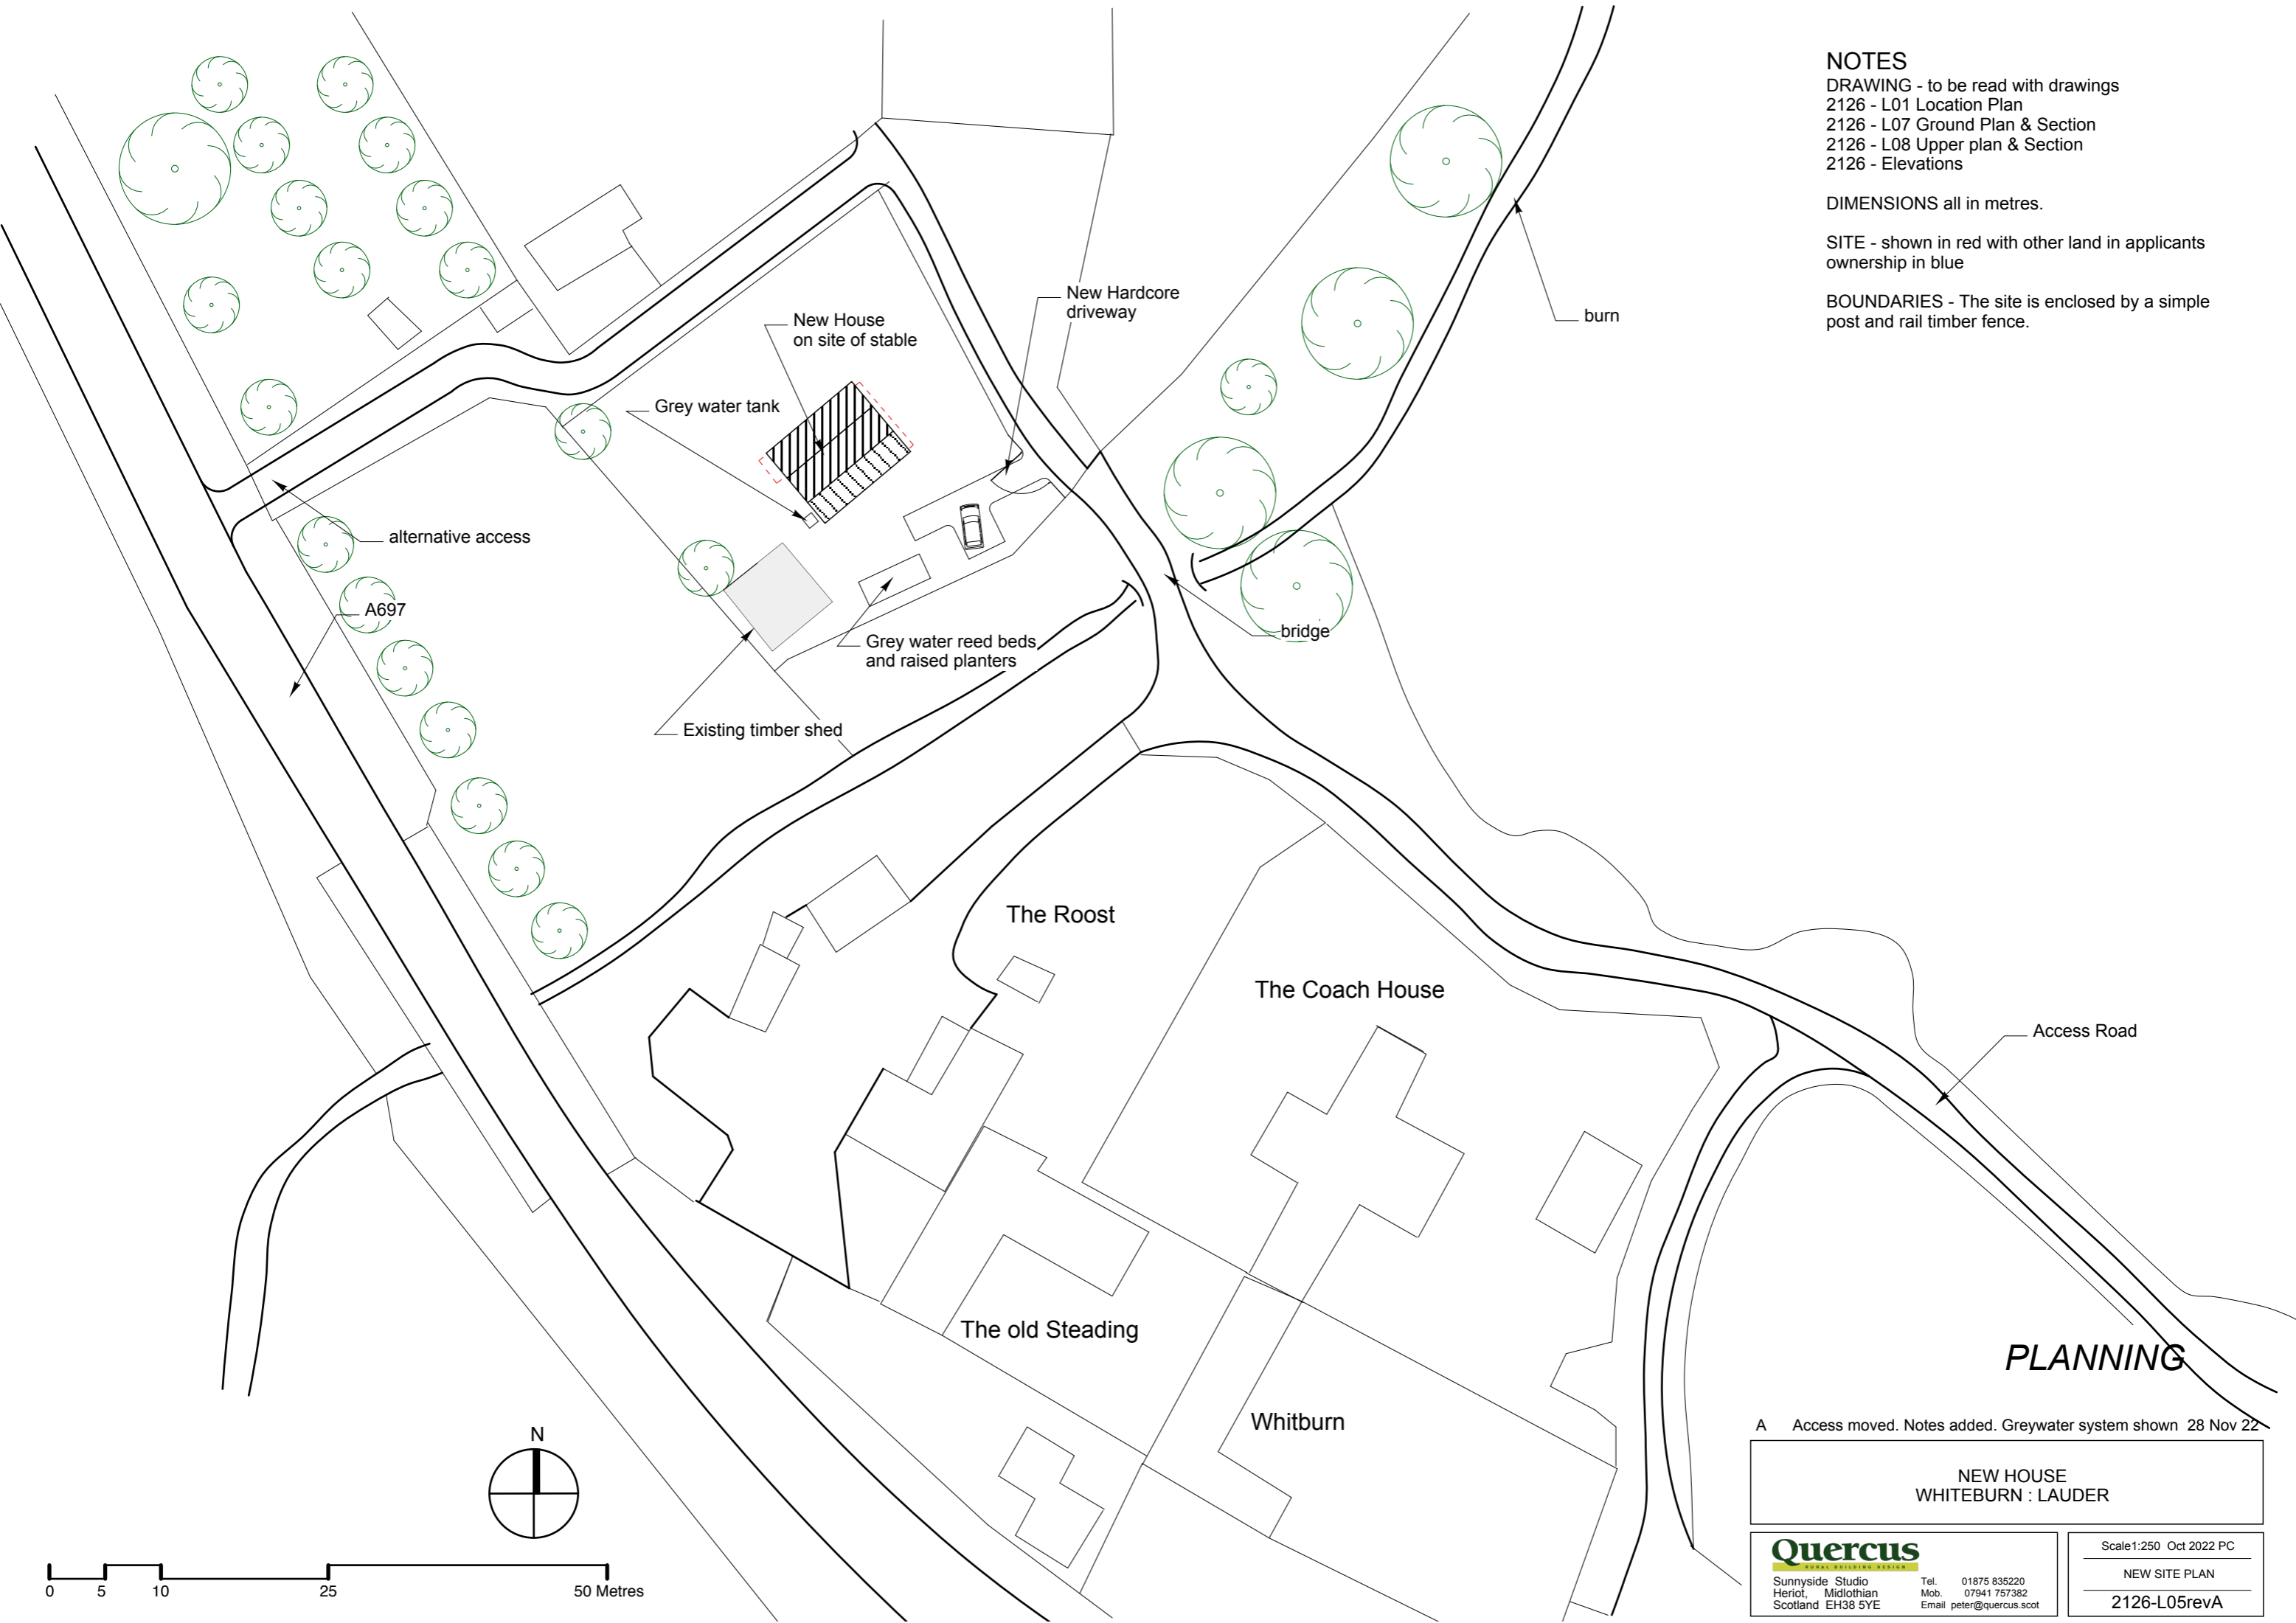 NOTES
DRAWING - to be read with drawings
2126 - L01 Location Plan
2126 - L07 Ground Plan & Section
2126 - L08 Upper plan & Section
2126 - Elevations
DIMENSIONS all in metres.
SITE - shown in red with other land in applicants
ownership in blue
BOUNDARIES - The site is enclosed by a simple
post and rail timber fence.
New Hardcore
driveway
burn
New House
on site of stable
Grey water tank
alternative access
A697
bridge
Grey water reed beds
and raised planters
Existing timber shed
The Roost
The Coach House
Access Road
The old Steading
Whitburn
PLANNING
A Access moved. Notes added. Greywater system shown 28 Nov 22
NEW HOUSE
WHITEBURN : LAUDER
Quercus
RURAL BUILDING DESIGN
Sunnyside Studio
Heriot, Midlothian
Scotland EH38 5YE
Tel. 01875 835220
Mob. 07941 757382
Email peter@quercus.scot
Scale1:250 Oct 2022 PC
NEW SITE PLAN
2126-L05revA
N
0 5 10 25 50 Metres